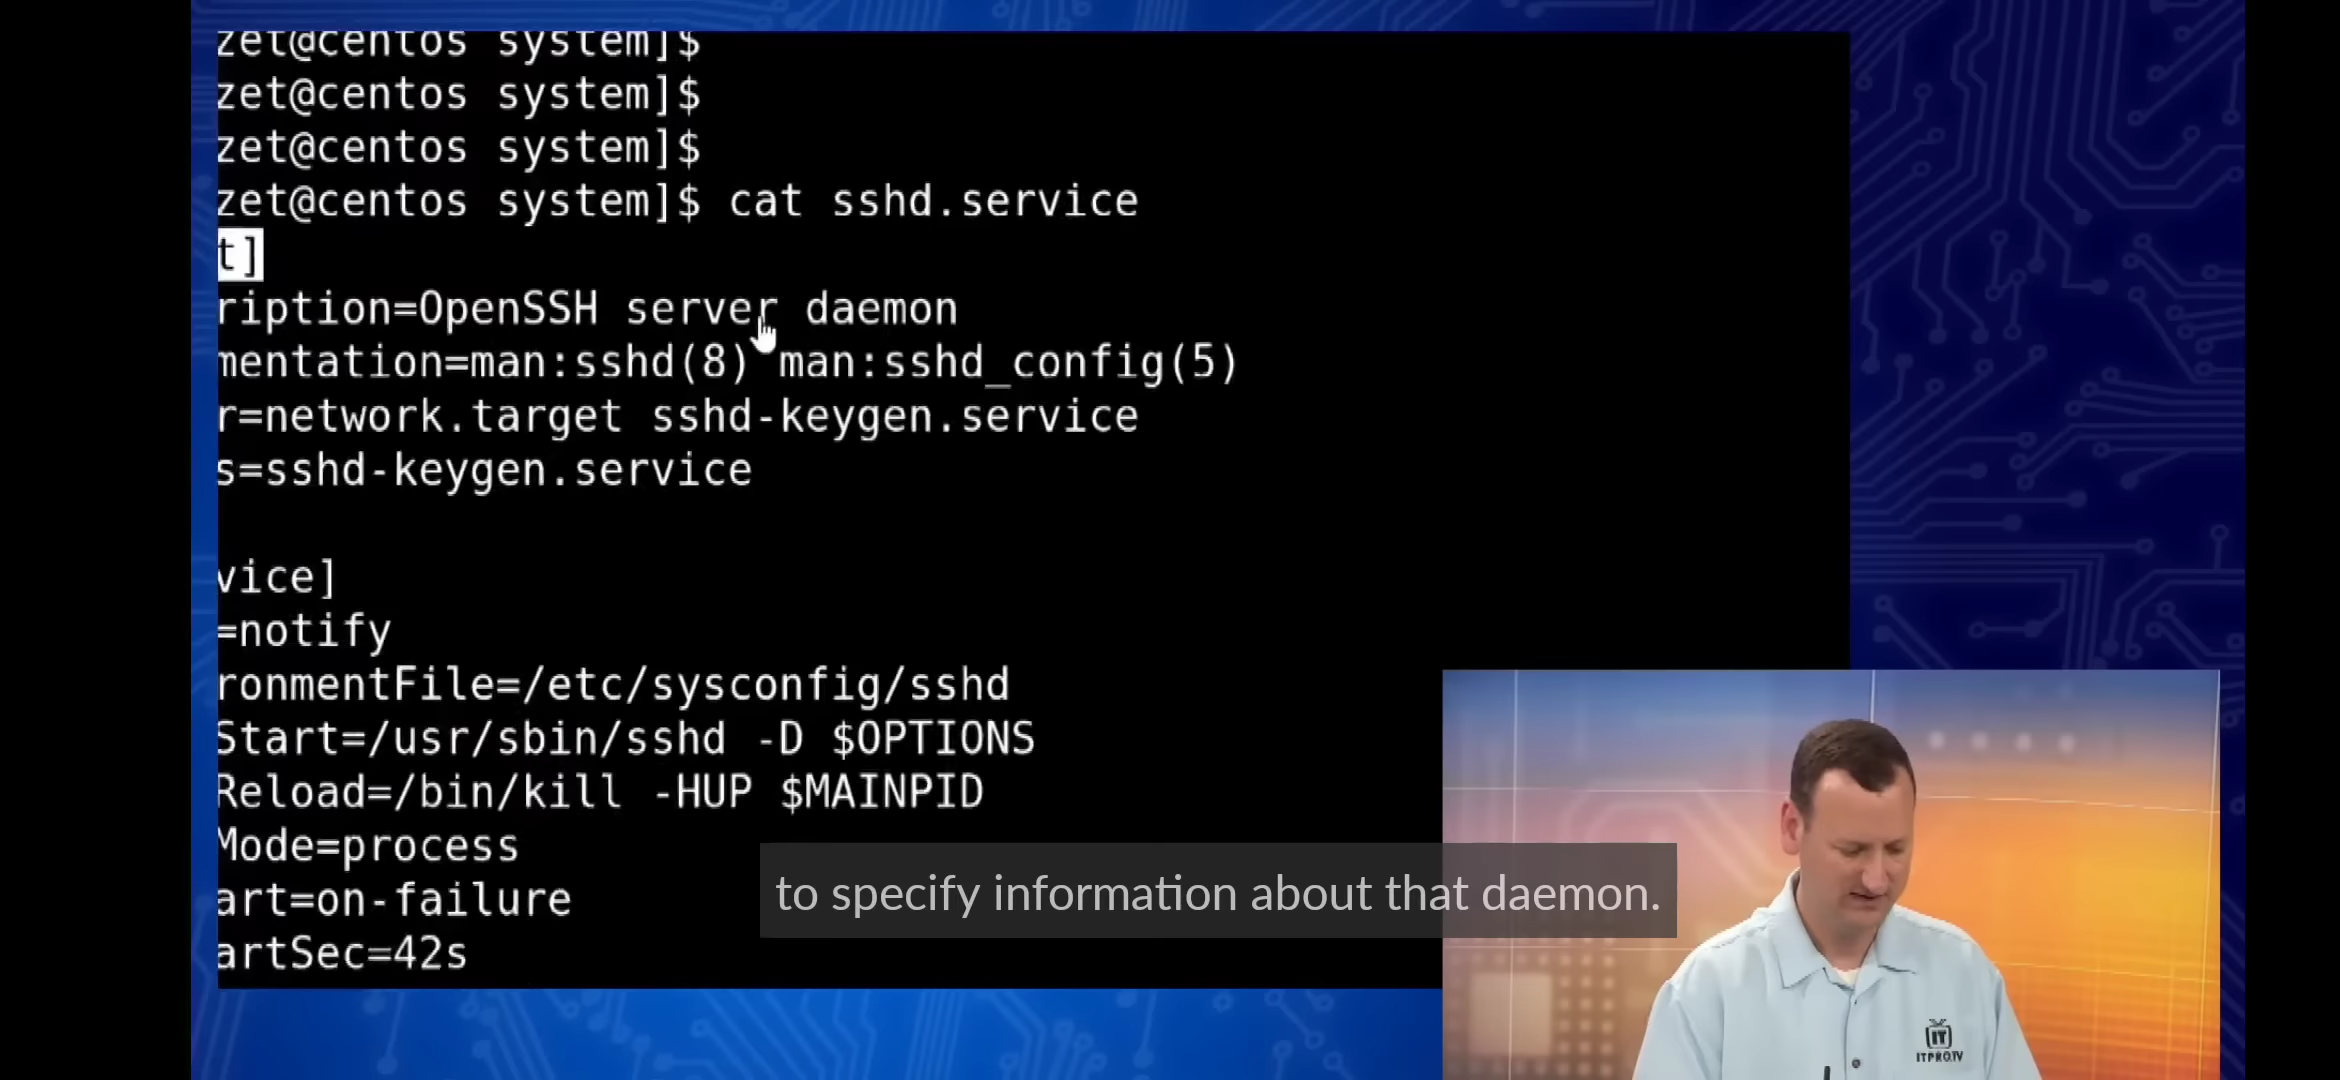 zet@centos system]$
zet@centos system]$
zet@centos system]$
zet@centos system]$ cat sshd.service
t]
ription=OpenSSH server daemon
mentation=man:sshd(8) man:sshd_config(5)
r=network.target sshd-keygen.service
s=sshd-keygen.service
vice]
=notify
ronmentFile=/etc/sysconfig/sshd
Start=/usr/sbin/sshd -D $OPTIONS
Reload=/bin/kill -HUP $MAINPID
Mode=process
art=on-failure
artSec=42s
to specify information about that daemon.
IT
ITPRO.TV